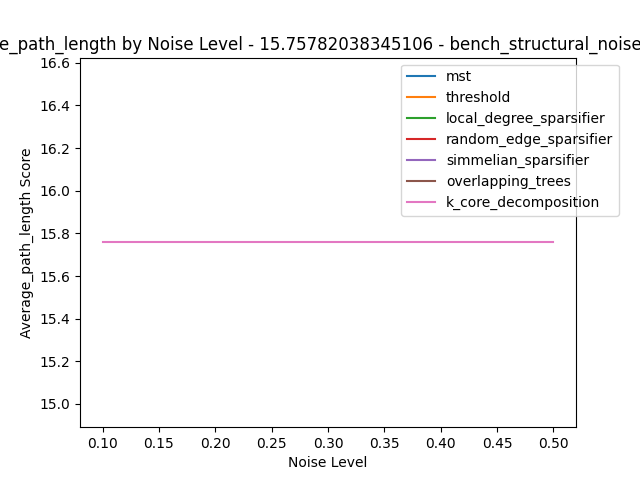 e_path_length by Noise Level - 15.75782038345106 - bench_structural_noise
16.6
16.4
16.2
16.0
15.8
15.6
15.4
15.2
15.0
Average_path_length Score
mst
threshold
local_degree_sparsifier
random_edge_sparsifier
simmelian_sparsifier
overlapping_trees
k_core_decomposition
0.10 0.15 0.20 0.25 0.30 0.35 0.40 0.45 0.50
Noise Level